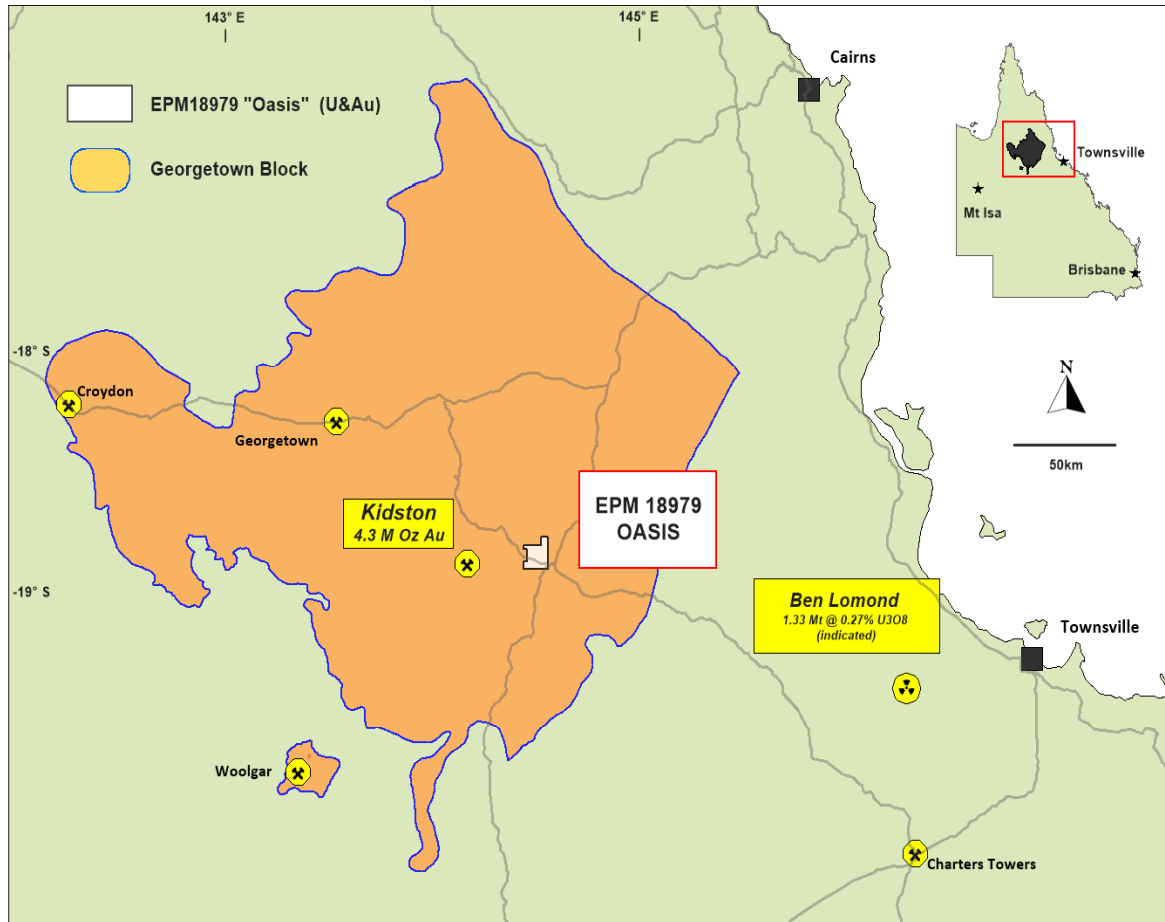 143° E
145° E
Cairns
EPM18979 "Oasis" (U&Au)
Georgetown Block
Townsville
Mt Isa
Brisbane
-18° S
N
50km
Croydon
Georgetown
Kidston
4.3 M Oz Au
EPM 18979
OASIS
-19° S
Ben Lomond
1.33 Mt @ 0.27% U3O8
(indicated)
Townsville
Woolgar
Charters Towers